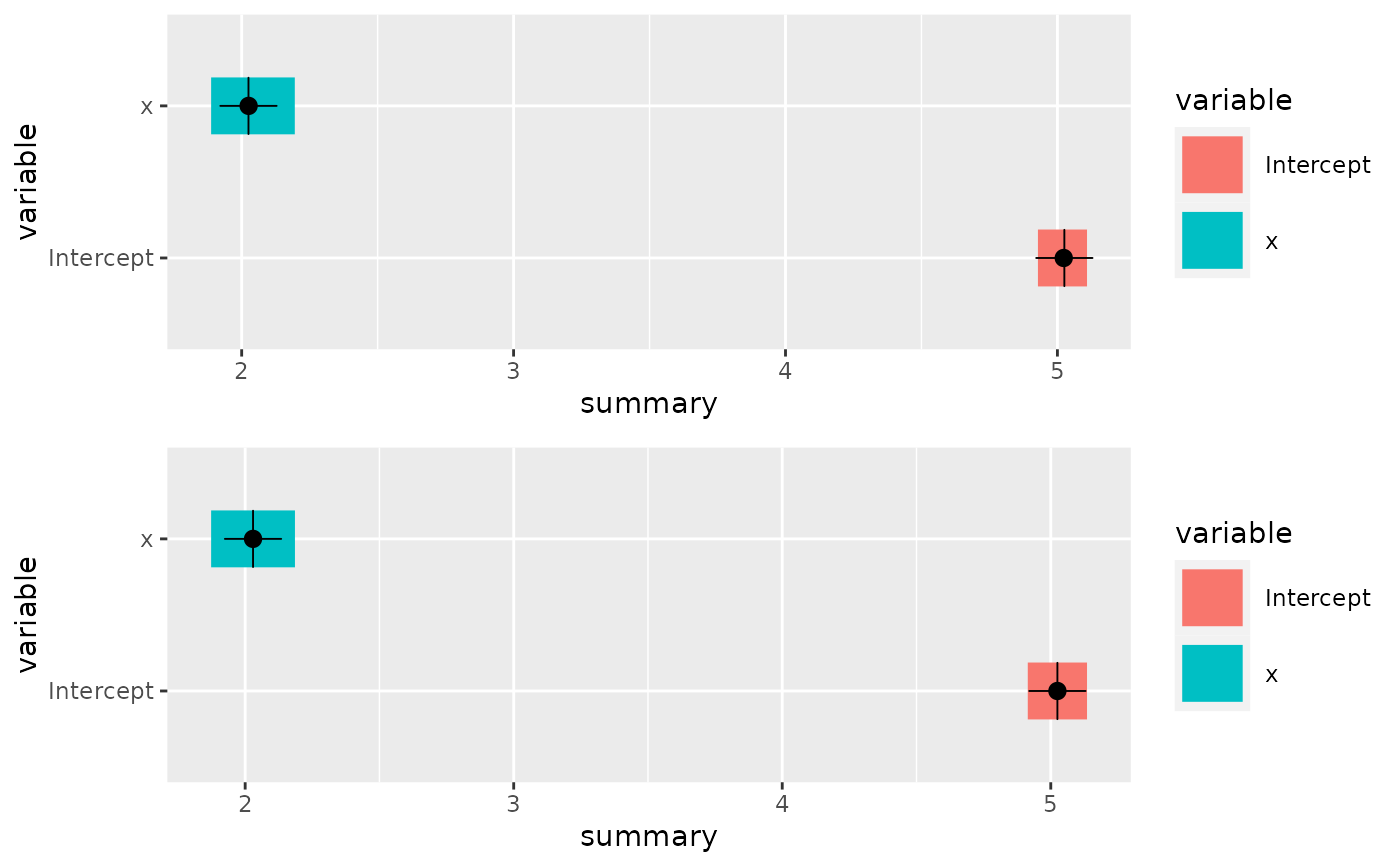 variable
x
Intercept
2 3 4 5
summary
variable
Intercept
x
variable
x
Intercept
2 3 4 5
summary
variable
Intercept
x